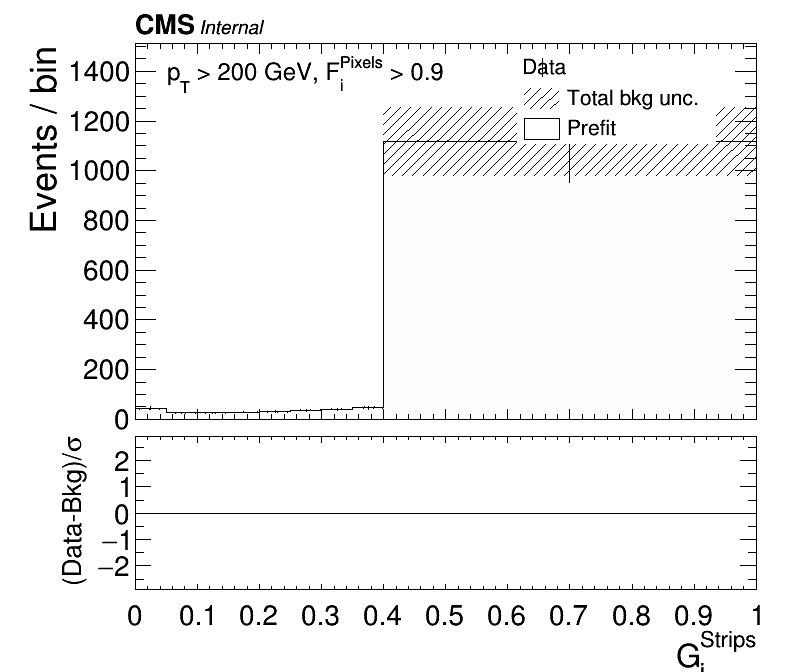 CMS Internal
p_T > 200 GeV, F_i^Pixels > 0.9
Data
Total bkg unc.
Prefit
Events / bin
1400
1200
1000
800
600
400
200
0
(Data-Bkg)/σ
2
1
0
−1
−2
0 0.1 0.2 0.3 0.4 0.5 0.6 0.7 0.8 0.9 1
G_i^Strips